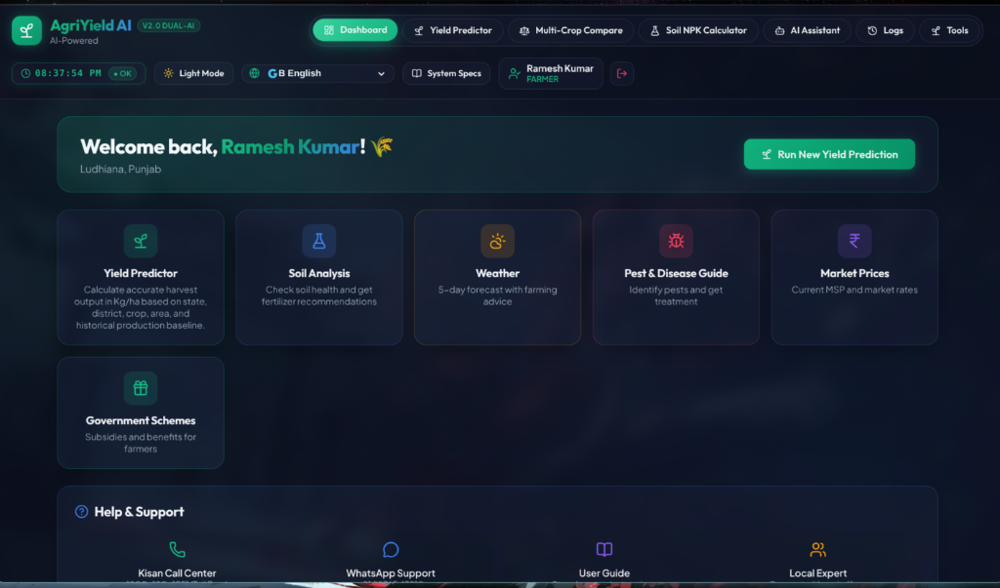 AgriYield AI
V2.0 DUAL-AI
AI-Powered
Dashboard
Yield Predictor
Multi-Crop Compare
Soil NPK Calculator
AI Assistant
Logs
Tools
08:37:54 PM
OK
Light Mode
GB English
System Specs
Ramesh Kumar
FARMER
Welcome back, Ramesh Kumar!
Ludhiana, Punjab
Run New Yield Prediction
Yield Predictor
Calculate accurate harvest
output in Kg/ha based on state,
district, crop, area, and
historical production baseline.
Soil Analysis
Check soil health and get
fertilizer recommendations
Weather
5-day forecast with farming
advice
Pest & Disease Guide
Identify pests and get
treatment
₹
Market Prices
Current MSP and market rates
Government Schemes
Subsidies and benefits for
farmers
Help & Support
Kisan Call Center
WhatsApp Support
User Guide
Local Expert